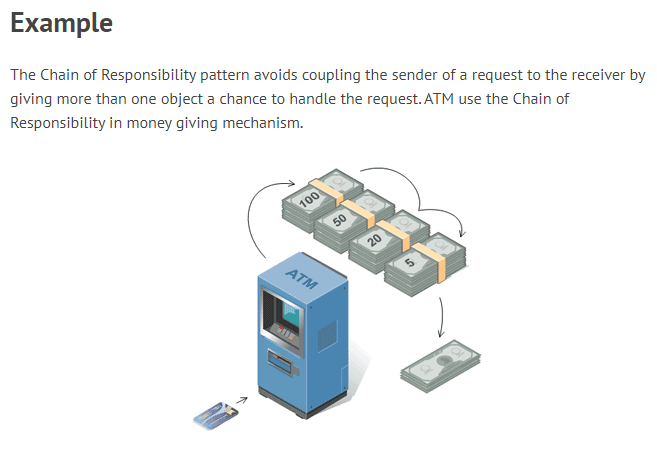 Example
The Chain of Responsibility pattern avoids coupling the sender of a request to the receiver by
giving more than one object a chance to handle the request. ATM use the Chain of
Responsibility in money giving mechanism.
100
50
20
5
ATM